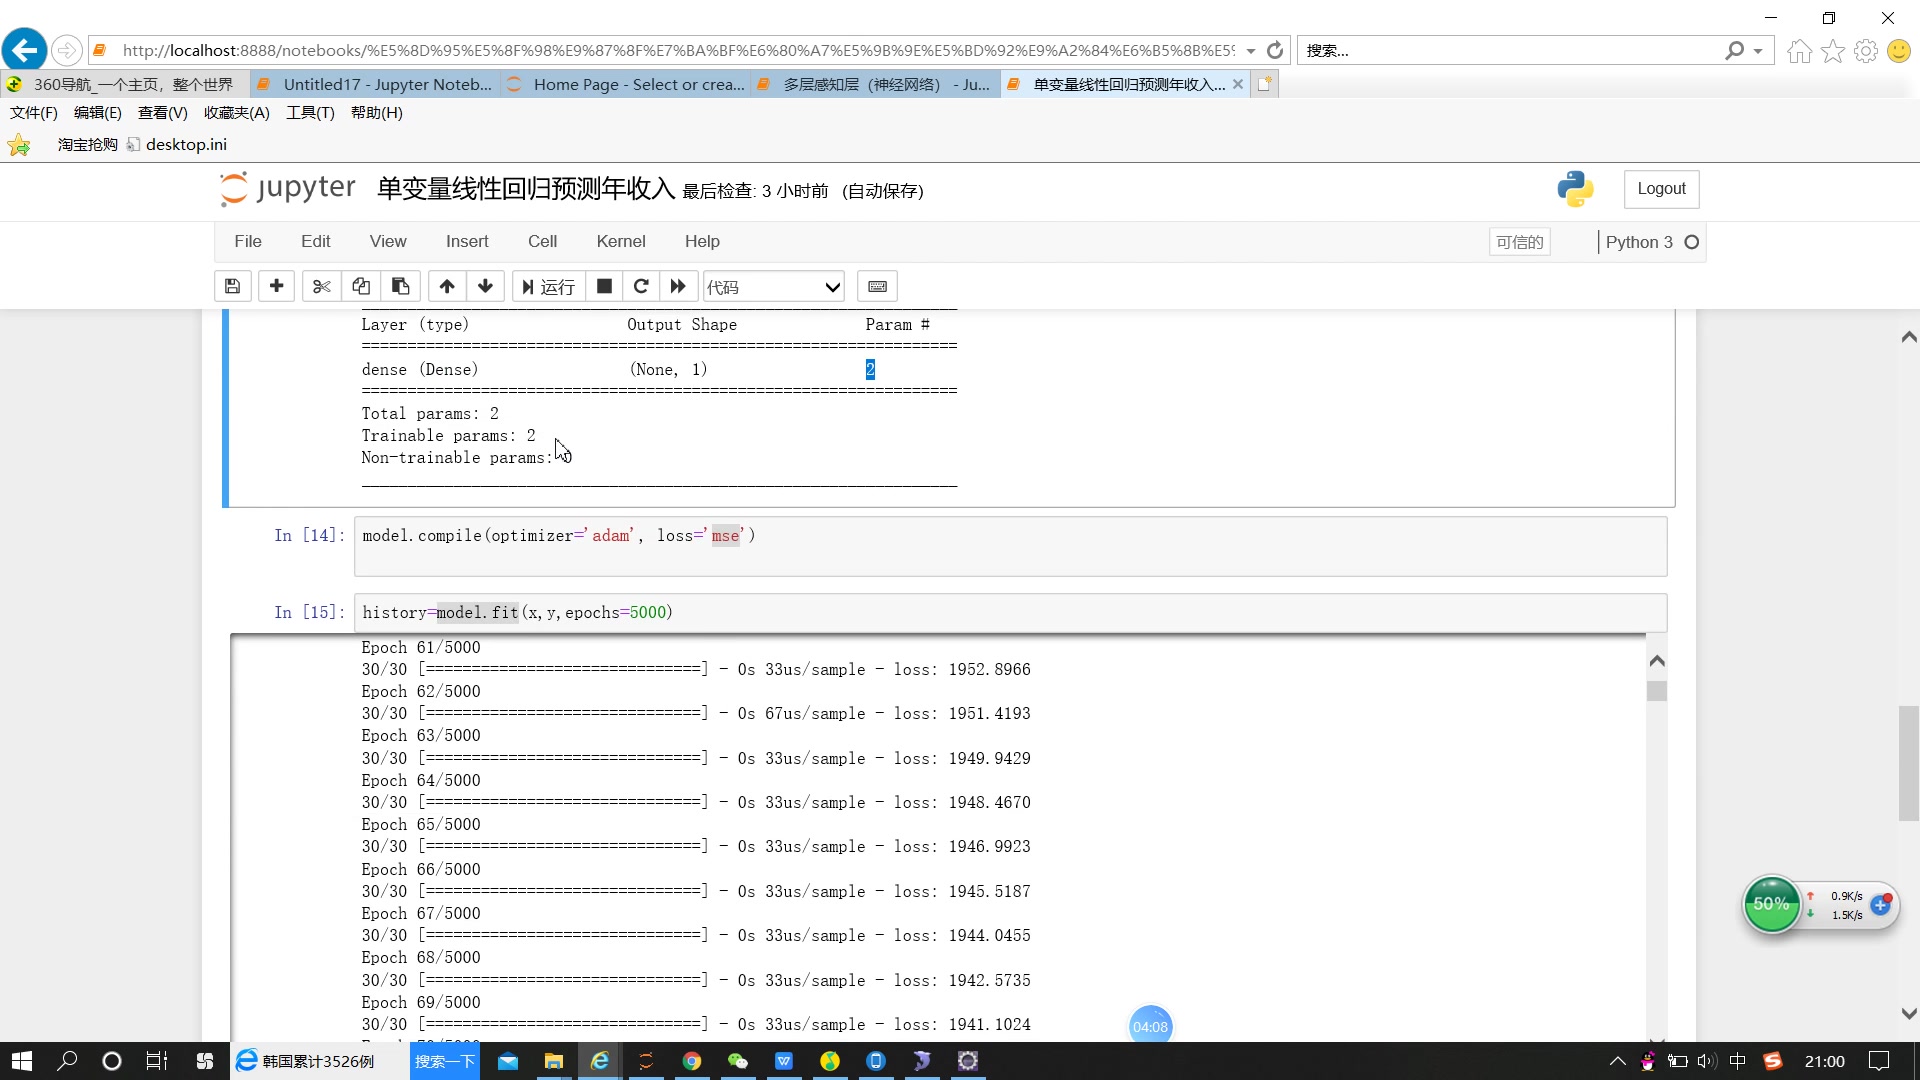 http://localhost:8888/notebooks/%E5%8D%95%E5%8F%98%E9%87%8F%E7%BA%BF%E6%80%A7%E5%9B%9E%E5%BD%92%E9%A2%84%E6%B5%8B%E5%
搜索...
360导航_一个主页，整个世界
Untitled17 - Jupyter Noteb...
Home Page - Select or crea...
多层感知层（神经网络） - Ju...
单变量线性回归预测年收入...
文件(F) 编辑(E) 查看(V) 收藏夹(A) 工具(T) 帮助(H)
淘宝抢购 desktop.ini
jupyter 单变量线性回归预测年收入 最后检查: 3 小时前 (自动保存)
Logout
File Edit View Insert Cell Kernel Help
可信的 Python 3
运行 代码
Layer (type) Output Shape Param #
=================================================================
dense (Dense) (None, 1) 2
=================================================================
Total params: 2
Trainable params: 2
Non-trainable params: 0
_________________________________________________________________
In [14]: model.compile(optimizer='adam', loss='mse')
In [15]: history=model.fit(x,y,epochs=5000)
Epoch 61/5000
30/30 [==============================] - 0s 33us/sample - loss: 1952.8966
Epoch 62/5000
30/30 [==============================] - 0s 67us/sample - loss: 1951.4193
Epoch 63/5000
30/30 [==============================] - 0s 33us/sample - loss: 1949.9429
Epoch 64/5000
30/30 [==============================] - 0s 33us/sample - loss: 1948.4670
Epoch 65/5000
30/30 [==============================] - 0s 33us/sample - loss: 1946.9923
Epoch 66/5000
30/30 [==============================] - 0s 33us/sample - loss: 1945.5187
Epoch 67/5000
30/30 [==============================] - 0s 33us/sample - loss: 1944.0455
Epoch 68/5000
30/30 [==============================] - 0s 33us/sample - loss: 1942.5735
Epoch 69/5000
30/30 [==============================] - 0s 33us/sample - loss: 1941.1024
50%
0.9K/s
1.5K/s
04:08
韩国累计3526例 搜索一下
中
21:00